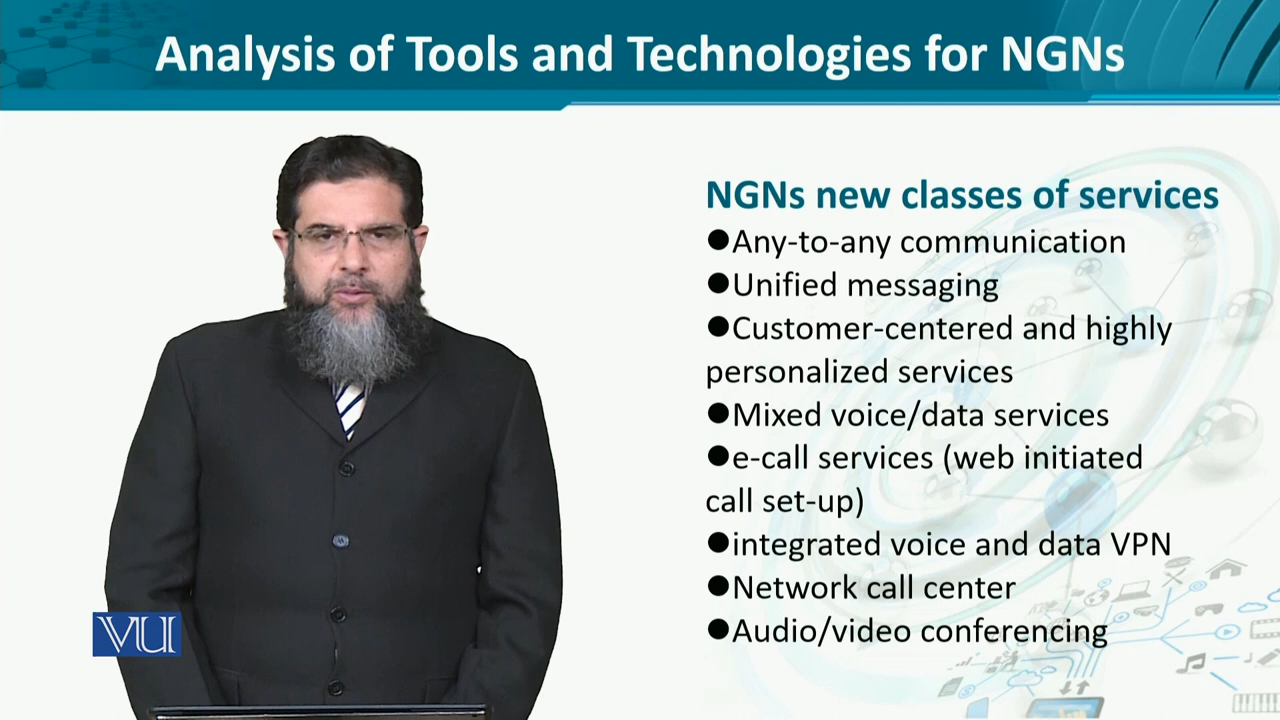 Analysis of Tools and Technologies for NGNs
NGNs new classes of services
●Any-to-any communication
●Unified messaging
●Customer-centered and highly
personalized services
●Mixed voice/data services
●e-call services (web initiated
call set-up)
●integrated voice and data VPN
●Network call center
●Audio/video conferencing
VU